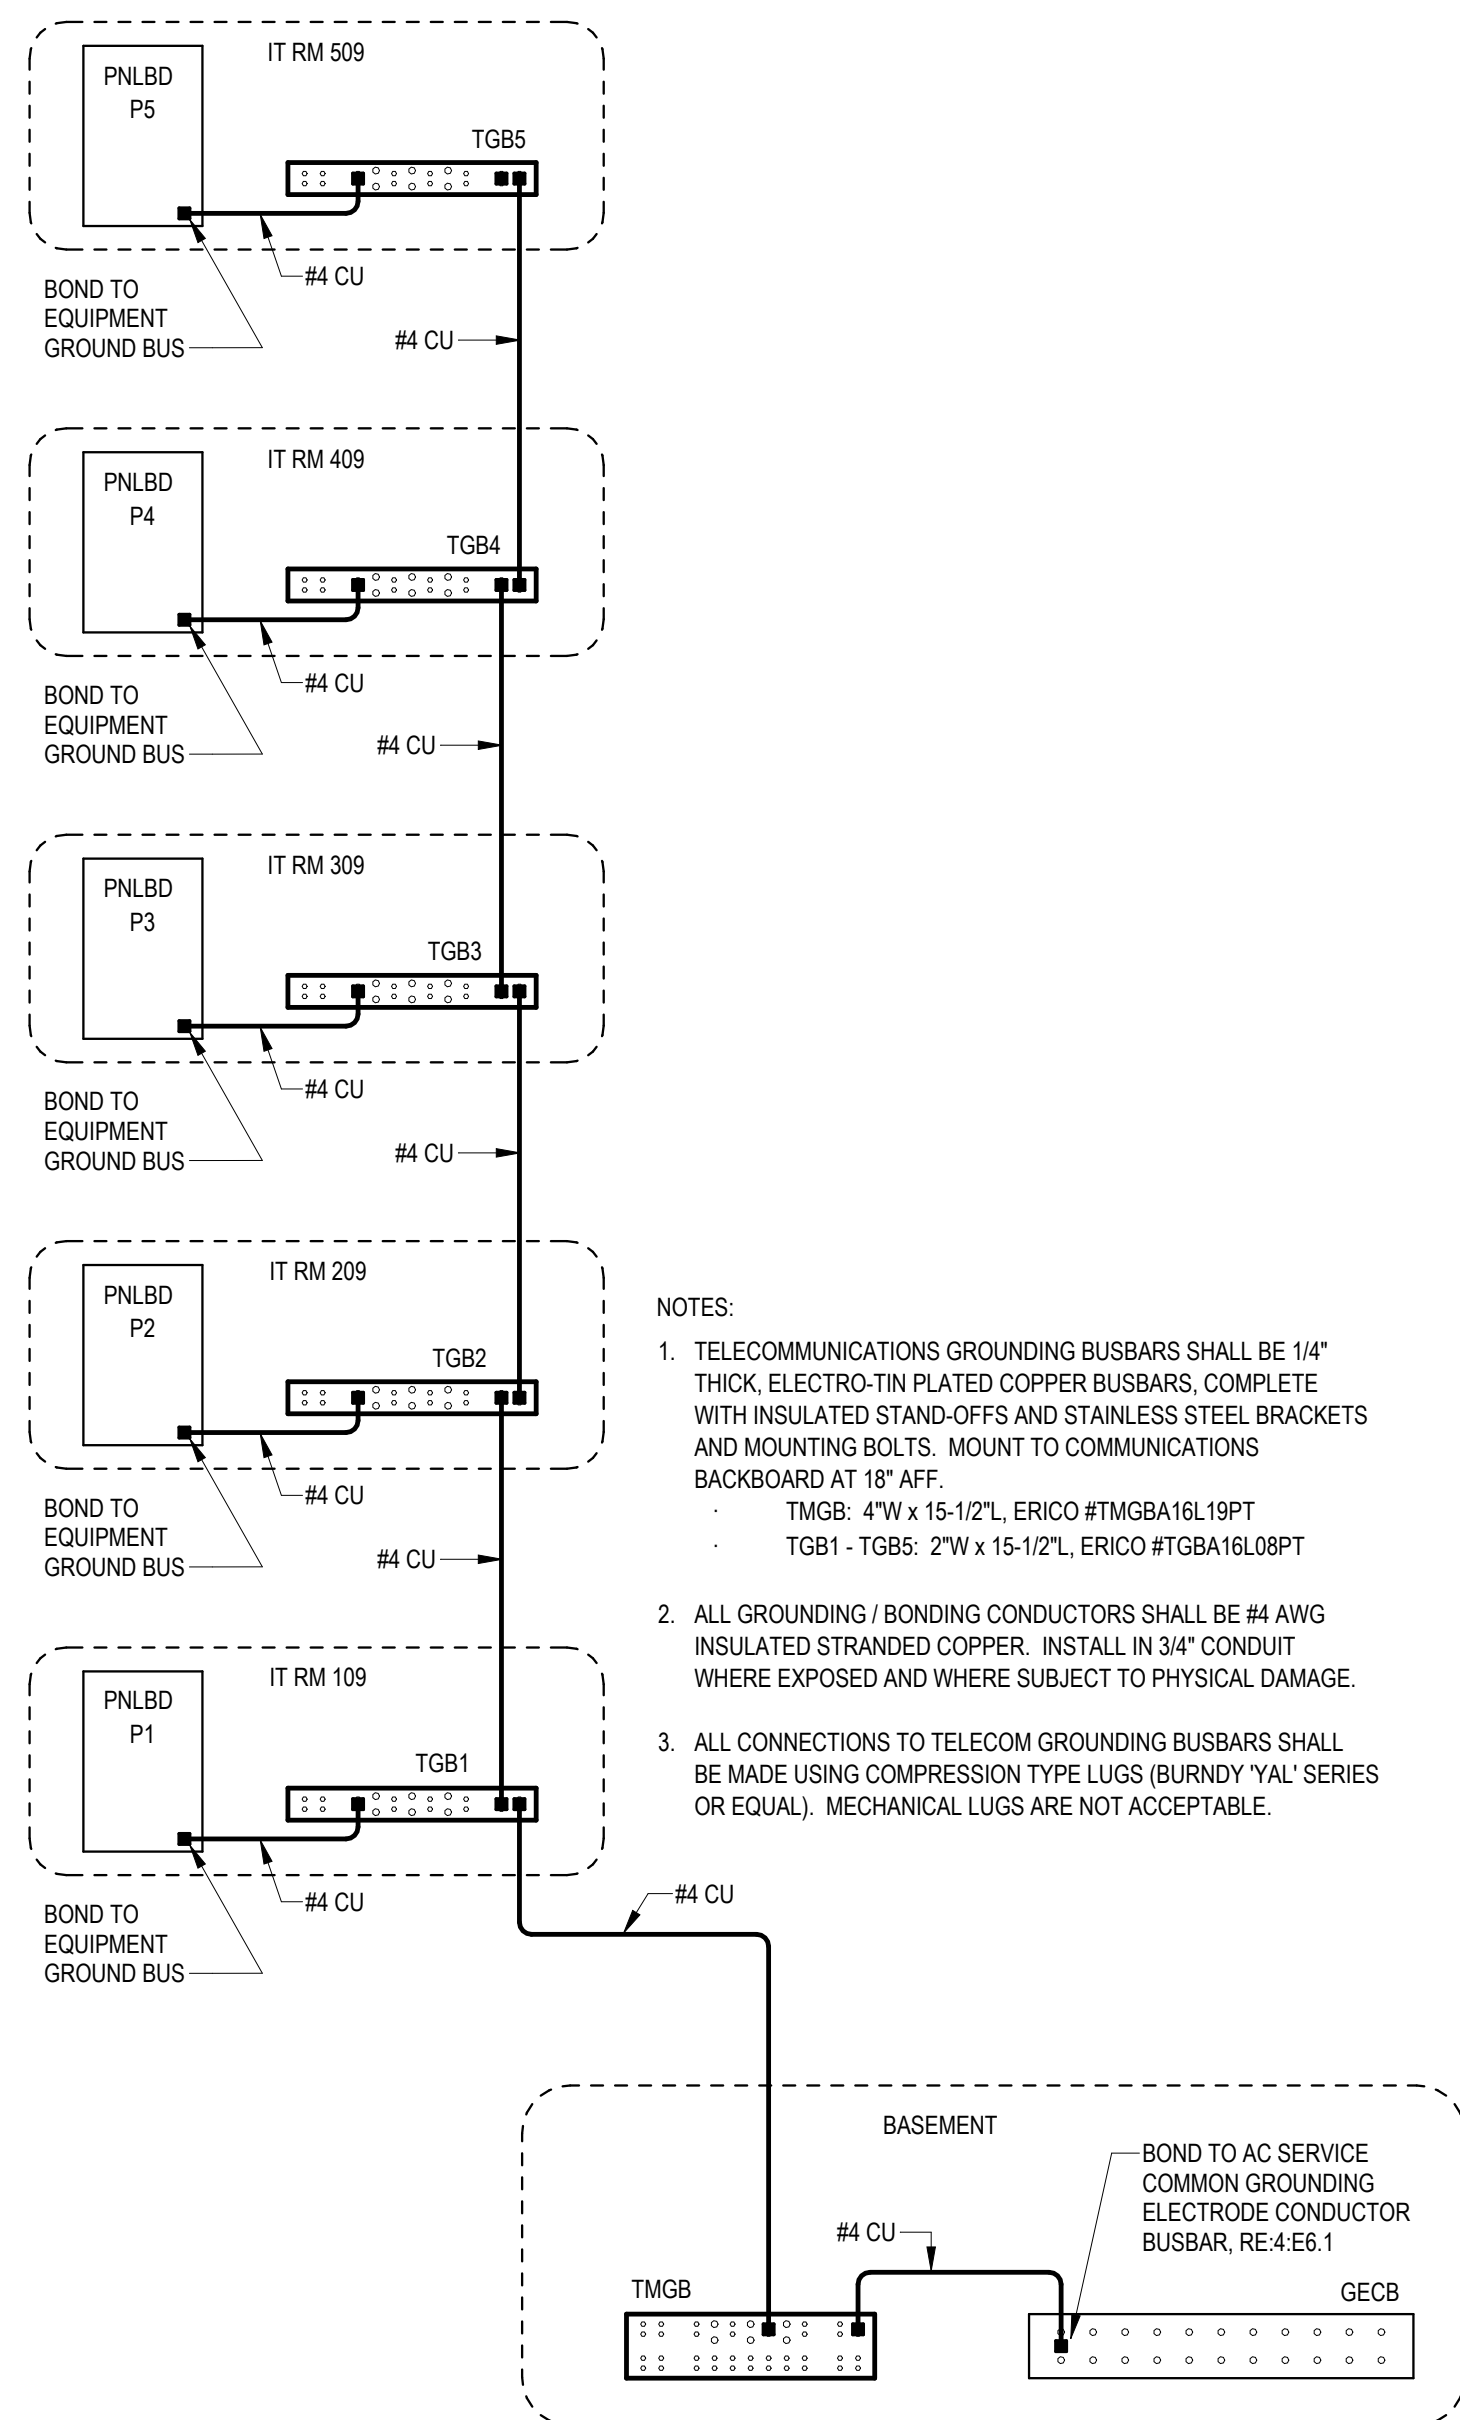 IT RM 509
PNLBD
P5
TGB5
#4 CU
BOND TO
EQUIPMENT
GROUND BUS
#4 CU
IT RM 409
PNLBD
P4
TGB4
#4 CU
BOND TO
EQUIPMENT
GROUND BUS
#4 CU
IT RM 309
PNLBD
P3
TGB3
#4 CU
BOND TO
EQUIPMENT
GROUND BUS
#4 CU
IT RM 209
PNLBD
P2
TGB2
#4 CU
BOND TO
EQUIPMENT
GROUND BUS
#4 CU
IT RM 109
PNLBD
P1
TGB1
#4 CU
BOND TO
EQUIPMENT
GROUND BUS
#4 CU
NOTES:
1. TELECOMMUNICATIONS GROUNDING BUSBARS SHALL BE 1/4"
THICK, ELECTRO-TIN PLATED COPPER BUSBARS, COMPLETE
WITH INSULATED STAND-OFFS AND STAINLESS STEEL BRACKETS
AND MOUNTING BOLTS. MOUNT TO COMMUNICATIONS
BACKBOARD AT 18" AFF.
· TMGB: 4"W x 15-1/2"L, ERICO #TMGBA16L19PT
· TGB1 - TGB5: 2"W x 15-1/2"L, ERICO #TGBA16L08PT
2. ALL GROUNDING / BONDING CONDUCTORS SHALL BE #4 AWG
INSULATED STRANDED COPPER. INSTALL IN 3/4" CONDUIT
WHERE EXPOSED AND WHERE SUBJECT TO PHYSICAL DAMAGE.
3. ALL CONNECTIONS TO TELECOM GROUNDING BUSBARS SHALL
BE MADE USING COMPRESSION TYPE LUGS (BURNDY 'YAL' SERIES
OR EQUAL). MECHANICAL LUGS ARE NOT ACCEPTABLE.
BASEMENT
BOND TO AC SERVICE
COMMON GROUNDING
ELECTRODE CONDUCTOR
BUSBAR, RE:4:E6.1
#4 CU
TMGB
GECB